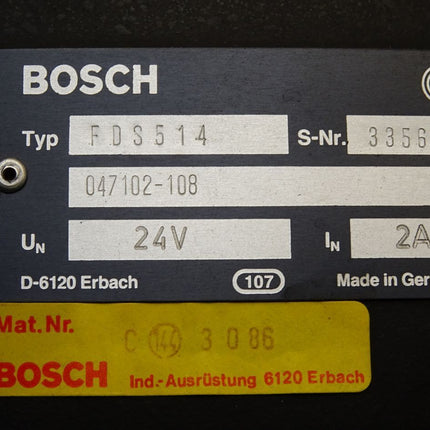 BOSCH
Typ FDS514 S-Nr. 3356
047102-108
UN 24V IN 2A
D-6120 Erbach 107 Made in Ger
Mat.Nr. C 144 3 0 86
BOSCH Ind.-Ausrüstung 6120 Erbach